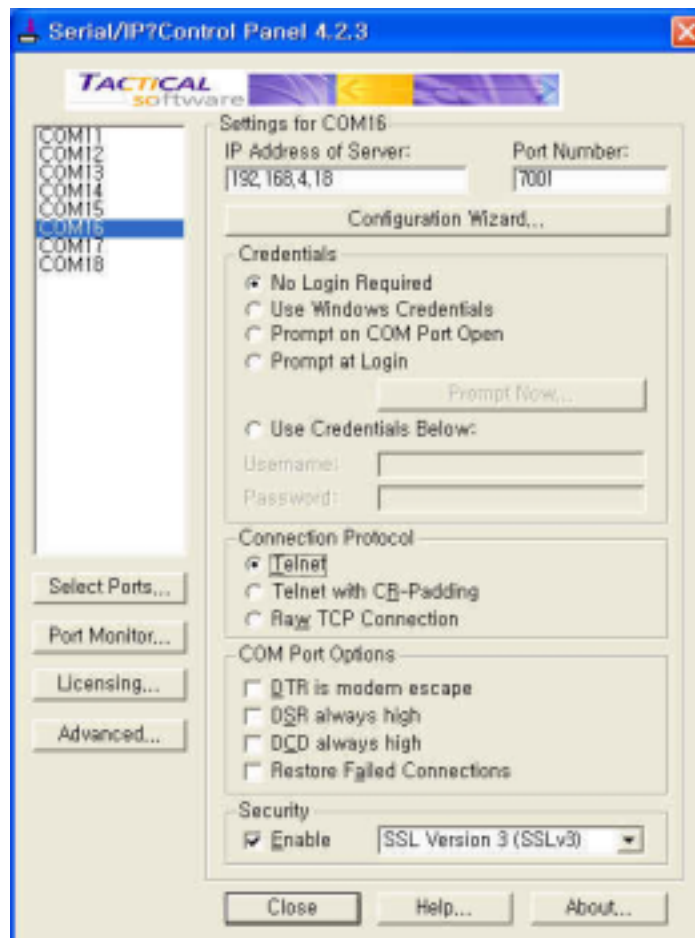 Serial/IP?Control Panel 4.2.3
TACTICAL
software
COM11
COM12
COM13
COM14
COM15
COM16
COM17
COM18
Select Ports...
Port Monitor...
Licensing...
Advanced...
Settings for COM16
IP Address of Server: Port Number:
192,168,4,18 7001
Configuration Wizard...
Credentials
No Login Required
Use Windows Credentials
Prompt on COM Port Open
Prompt at Login
Prompt Now...
Use Credentials Below:
Username:
Password:
Connection Protocol
Telnet
Telnet with CR-Padding
Raw TCP Connection
COM Port Options
DTR is modem escape
DSR always high
DCD always high
Restore Failed Connections
Security
Enable SSL Version 3 (SSLv3)
Close Help... About...